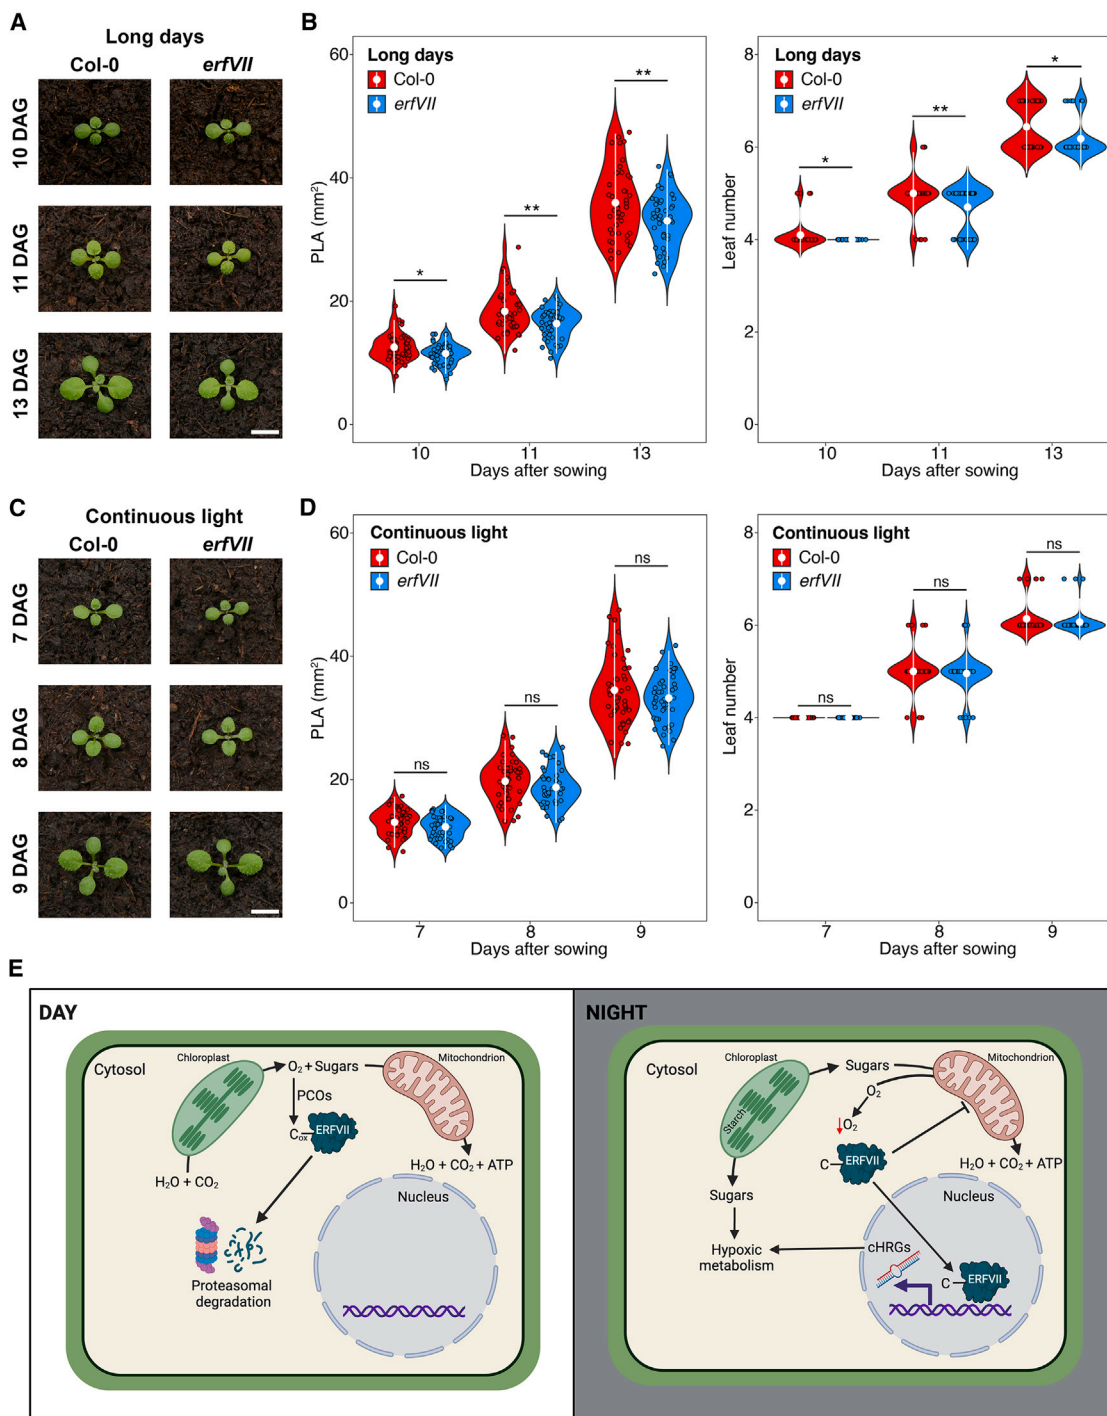 A
Long days
Col-0 erfVII
10 DAG
11 DAG
13 DAG
B
Long days
Col-0
erfVII
PLA (mm²)
60
40
20
0
*
**
**
10 11 13
Days after sowing
Long days
Col-0
erfVII
Leaf number
8
6
4
2
0
*
**
*
10 11 13
Days after sowing
C
Continuous light
Col-0 erfVII
7 DAG
8 DAG
9 DAG
D
Continuous light
Col-0
erfVII
PLA (mm²)
60
40
20
0
ns
ns
ns
7 8 9
Days after sowing
Continuous light
Col-0
erfVII
Leaf number
8
6
4
2
0
ns
ns
ns
7 8 9
Days after sowing
E
DAY
Cytosol
Chloroplast
O₂ + Sugars
Mitochondrion
PCOs
Cox
ERFVII
H₂O + CO₂
H₂O + CO₂ + ATP
Nucleus
Proteasomal
degradation
NIGHT
Cytosol
Chloroplast
Starch
Sugars
Mitochondrion
O₂
↓O₂
C
ERFVII
H₂O + CO₂ + ATP
Sugars
Nucleus
Hypoxic
metabolism
cHRGs
C
ERFVII